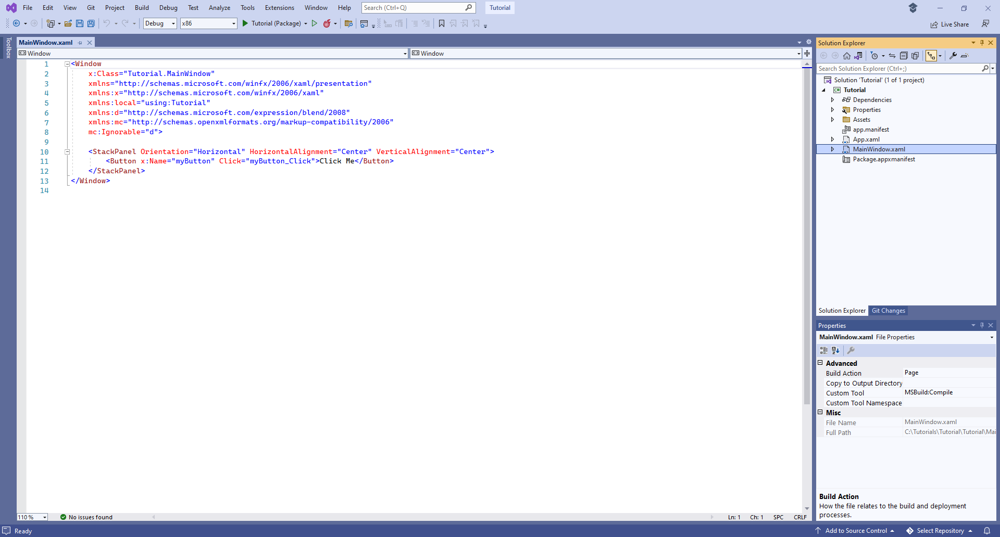 File Edit View Git Project Build Debug Test Analyze Tools Extensions Window Help Search (Ctrl+Q) Tutorial
Debug x86 Tutorial (Package) Live Share
Toolbox
MainWindow.xaml
Window Window
1 <Window
2 x:Class="Tutorial.MainWindow"
3 xmlns="http://schemas.microsoft.com/winfx/2006/xaml/presentation"
4 xmlns:x="http://schemas.microsoft.com/winfx/2006/xaml"
5 xmlns:local="using:Tutorial"
6 xmlns:d="http://schemas.microsoft.com/expression/blend/2008"
7 xmlns:mc="http://schemas.openxmlformats.org/markup-compatibility/2006"
8 mc:Ignorable="d">
9
10 <StackPanel Orientation="Horizontal" HorizontalAlignment="Center" VerticalAlignment="Center">
11 <Button x:Name="myButton" Click="myButton_Click">Click Me</Button>
12 </StackPanel>
13 </Window>
14
110 % No issues found Ln: 1 Ch: 1 SPC CRLF
Solution Explorer
Search Solution Explorer (Ctrl+;)
Solution 'Tutorial' (1 of 1 project)
C# Tutorial
Dependencies
Properties
Assets
app.manifest
App.xaml
MainWindow.xaml
Package.appxmanifest
Solution Explorer Git Changes
Properties
MainWindow.xaml File Properties
Advanced
Build Action Page
Copy to Output Directory
Custom Tool MSBuild:Compile
Custom Tool Namespace
Misc
File Name MainWindow.xaml
Full Path C:\Tutorials\Tutorial\Tutorial\Mai
Build Action
How the file relates to the build and deployment
processes.
Ready Add to Source Control Select Repository